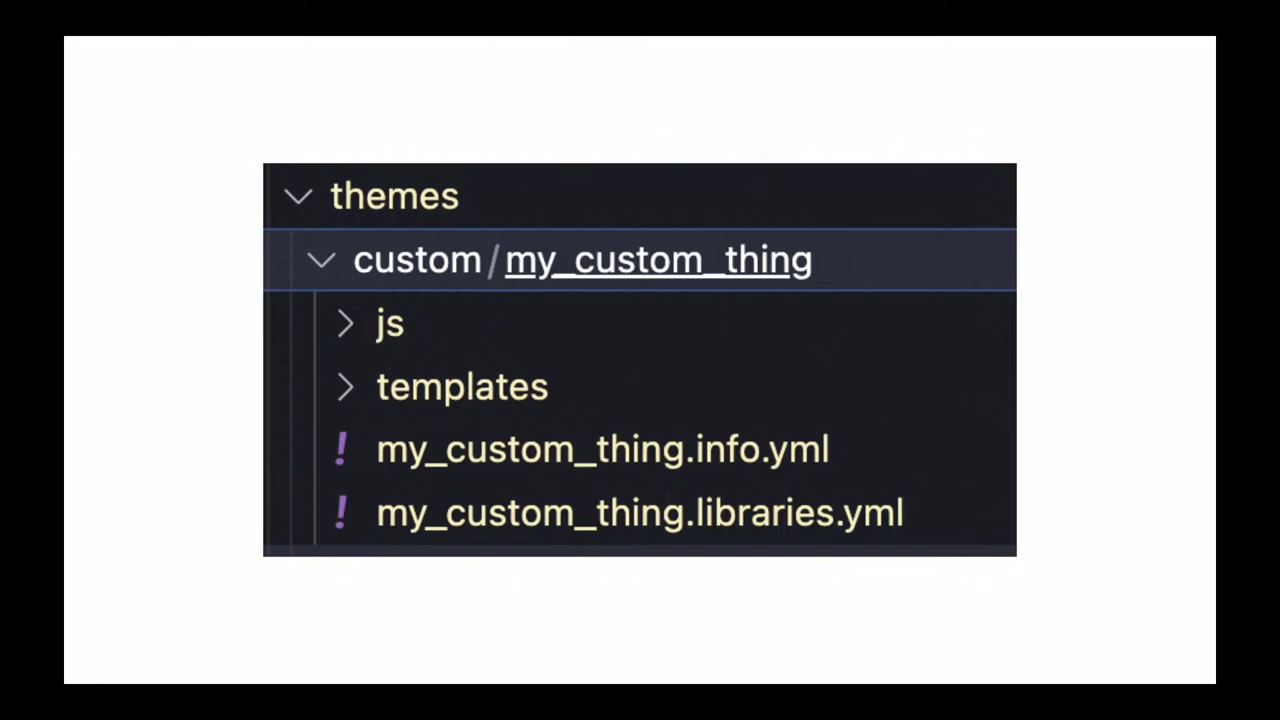 themes
custom/my_custom_thing
js
templates
! my_custom_thing.info.yml
! my_custom_thing.libraries.yml